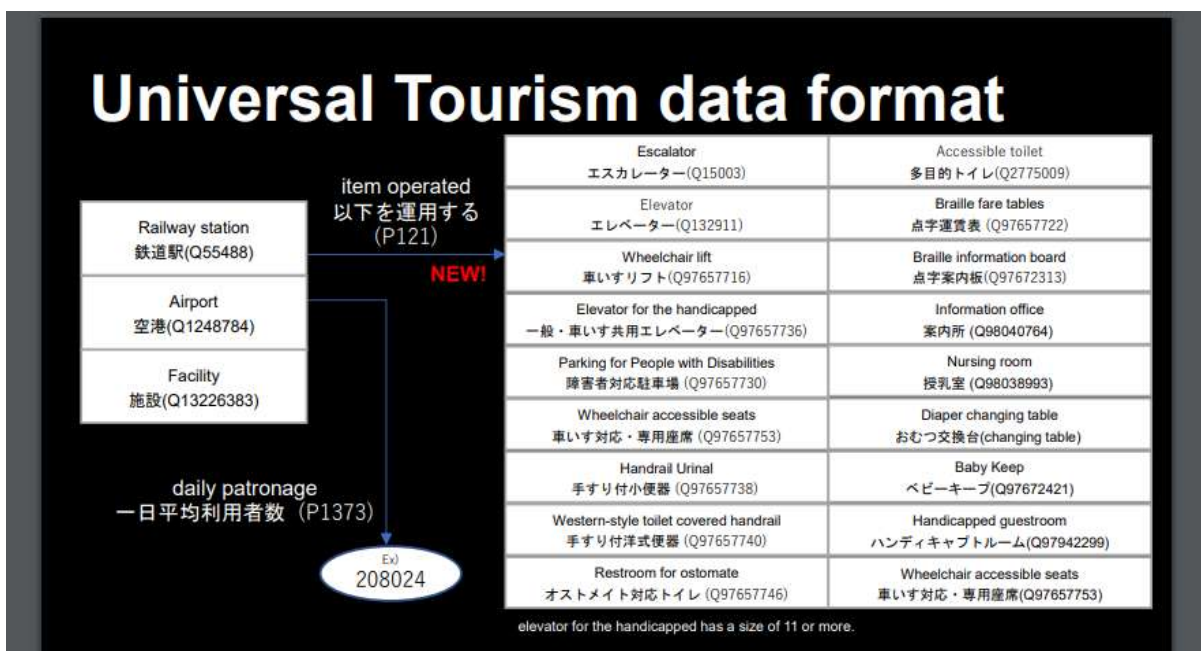 Universal Tourism data format
Railway station
鉄道駅(Q55488)
Airport
空港(Q1248784)
Facility
施設(Q13226383)
item operated
以下を運用する
(P121)
NEW!
daily patronage
一日平均利用者数 (P1373)
Ex)
208024
Escalator
エスカレーター(Q15003)
Accessible toilet
多目的トイレ(Q2775009)
Elevator
エレベーター(Q132911)
Braille fare tables
点字運賃表 (Q97657722)
Wheelchair lift
車いすリフト(Q97657716)
Braille information board
点字案内板(Q97672313)
Elevator for the handicapped
一般・車いす共用エレベーター(Q97657736)
Information office
案内所 (Q98040764)
Parking for People with Disabilities
障害者対応駐車場 (Q97657730)
Nursing room
授乳室 (Q98038993)
Wheelchair accessible seats
車いす対応・専用座席 (Q97657753)
Diaper changing table
おむつ交換台(changing table)
Handrail Urinal
手すり付小便器 (Q97657738)
Baby Keep
ベビーキープ(Q97672421)
Western-style toilet covered handrail
手すり付洋式便器 (Q97657740)
Handicapped guestroom
ハンディキャプトルーム(Q97942299)
Restroom for ostomate
オストメイト対応トイレ (Q97657746)
Wheelchair accessible seats
車いす対応・専用座席(Q97657753)
elevator for the handicapped has a size of 11 or more.